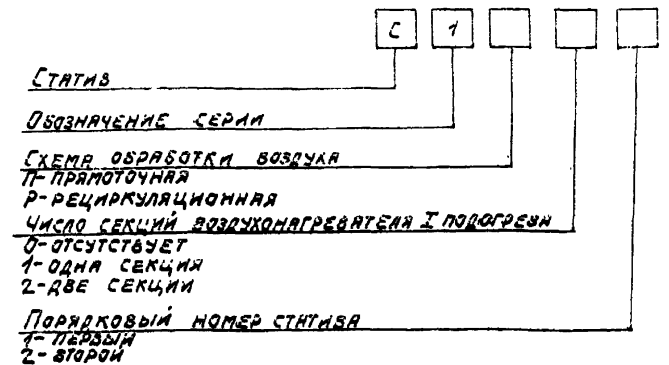 С 1
Статив
Обозначение серии
Схема обработки воздуха
П-прямоточная
Р-рециркуляционная
Число секций воздухонагревателя I подогрева
0-отсутствует
1-одна секция
2-две секции
Порядковый номер статива
1-первый
2-второй